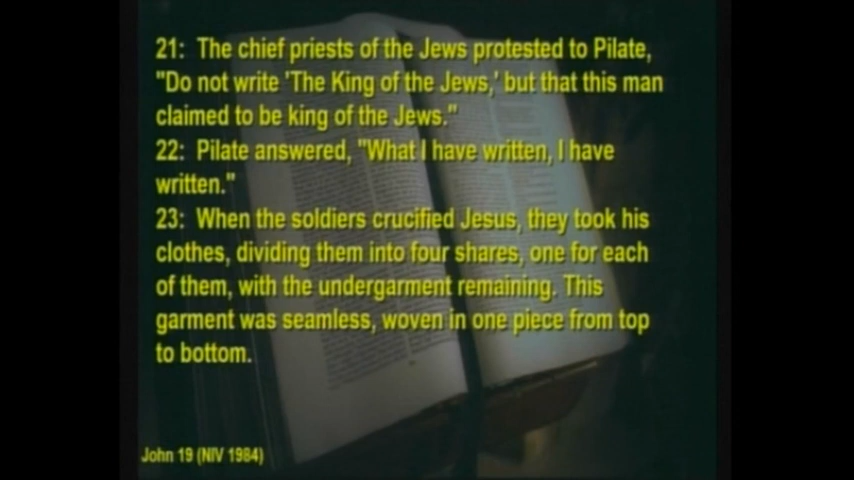 21: The chief priests of the Jews protested to Pilate,
"Do not write 'The King of the Jews,' but that this man
claimed to be king of the Jews."
22: Pilate answered, "What I have written, I have
written."
23: When the soldiers crucified Jesus, they took his
clothes, dividing them into four shares, one for each
of them, with the undergarment remaining. This
garment was seamless, woven in one piece from top
to bottom.
John 19 (NIV 1984)